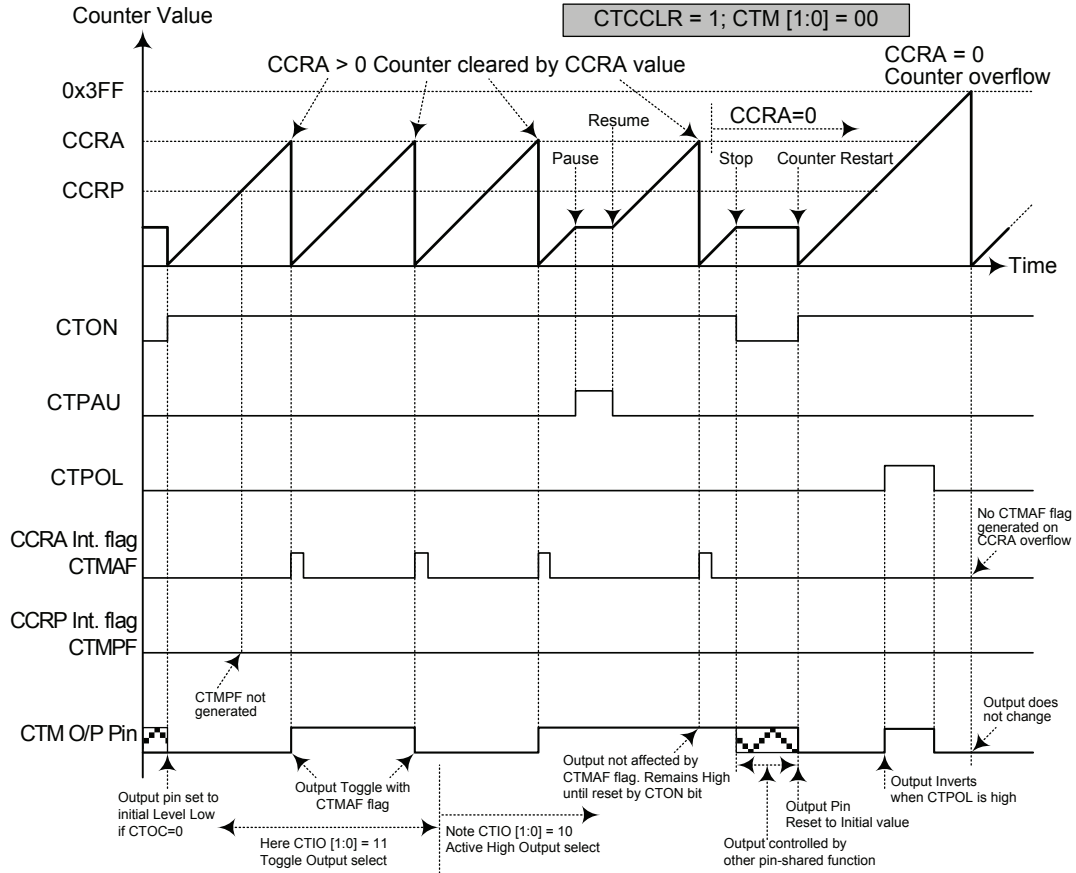 Counter Value
CTCCLR = 1; CTM [1:0] = 00
CCRA > 0 Counter cleared by CCRA value
CCRA = 0
Counter overflow
0x3FF
CCRA
CCRP
Resume
CCRA=0
Pause
Stop
Counter Restart
Time
CTON
CTPAU
CTPOL
No CTMAF flag
generated on
CCRA overflow
CCRA Int. flag
CTMAF
CCRP Int. flag
CTMPF
CTMPF not
generated
Output does
not change
CTM O/P Pin
Output pin set to
initial Level Low
if CTOC=0
Output Toggle with
CTMAF flag
Here CTIO [1:0] = 11
Toggle Output select
Note CTIO [1:0] = 10
Active High Output select
Output not affected by
CTMAF flag. Remains High
until reset by CTON bit
Output controlled by
other pin-shared function
Output Pin
Reset to Initial value
Output Inverts
when CTPOL is high